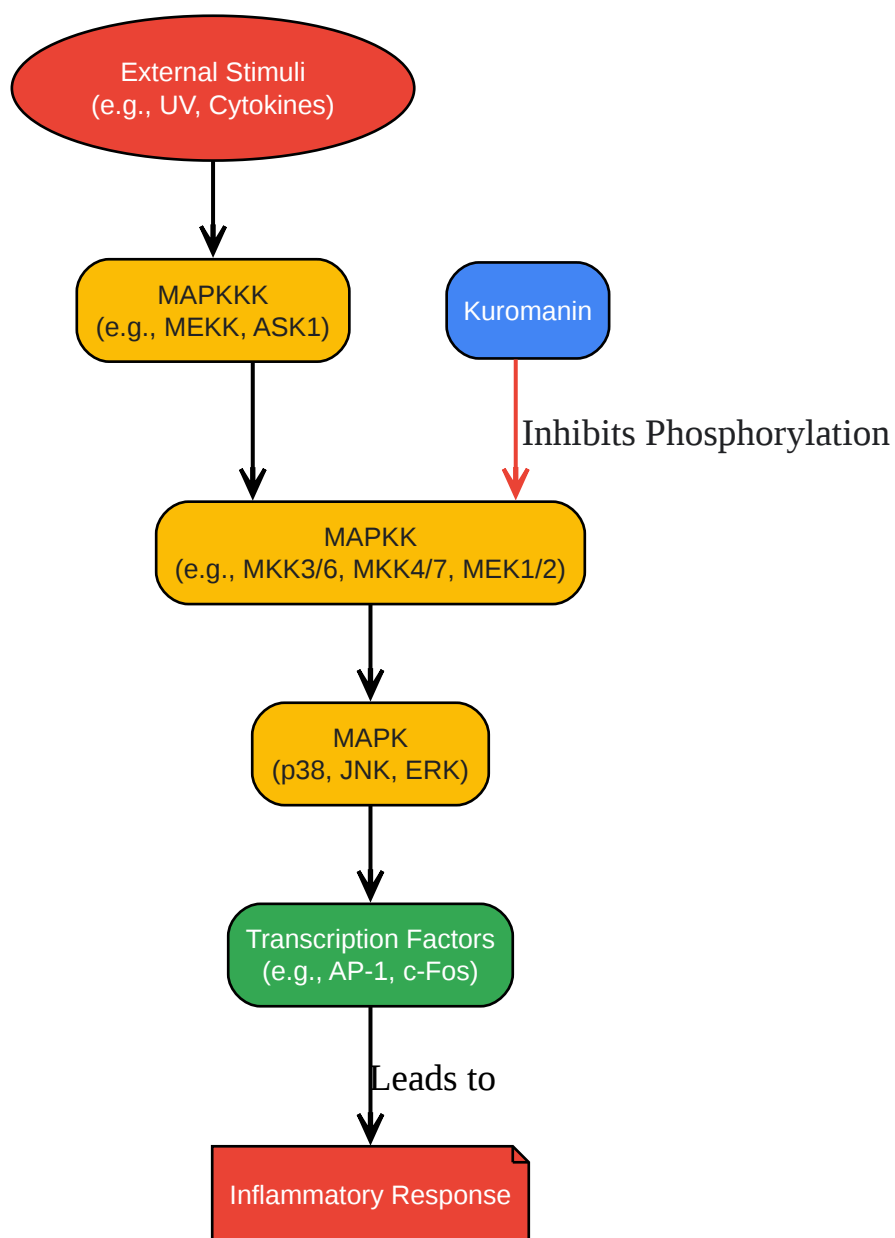 External Stimuli
(e.g., UV, Cytokines)
MAPKKK
(e.g., MEKK, ASK1)
Kuromanin
Inhibits Phosphorylation
MAPKK
(e.g., MKK3/6, MKK4/7, MEK1/2)
MAPK
(p38, JNK, ERK)
Transcription Factors
(e.g., AP-1, c-Fos)
Leads to
Inflammatory Response